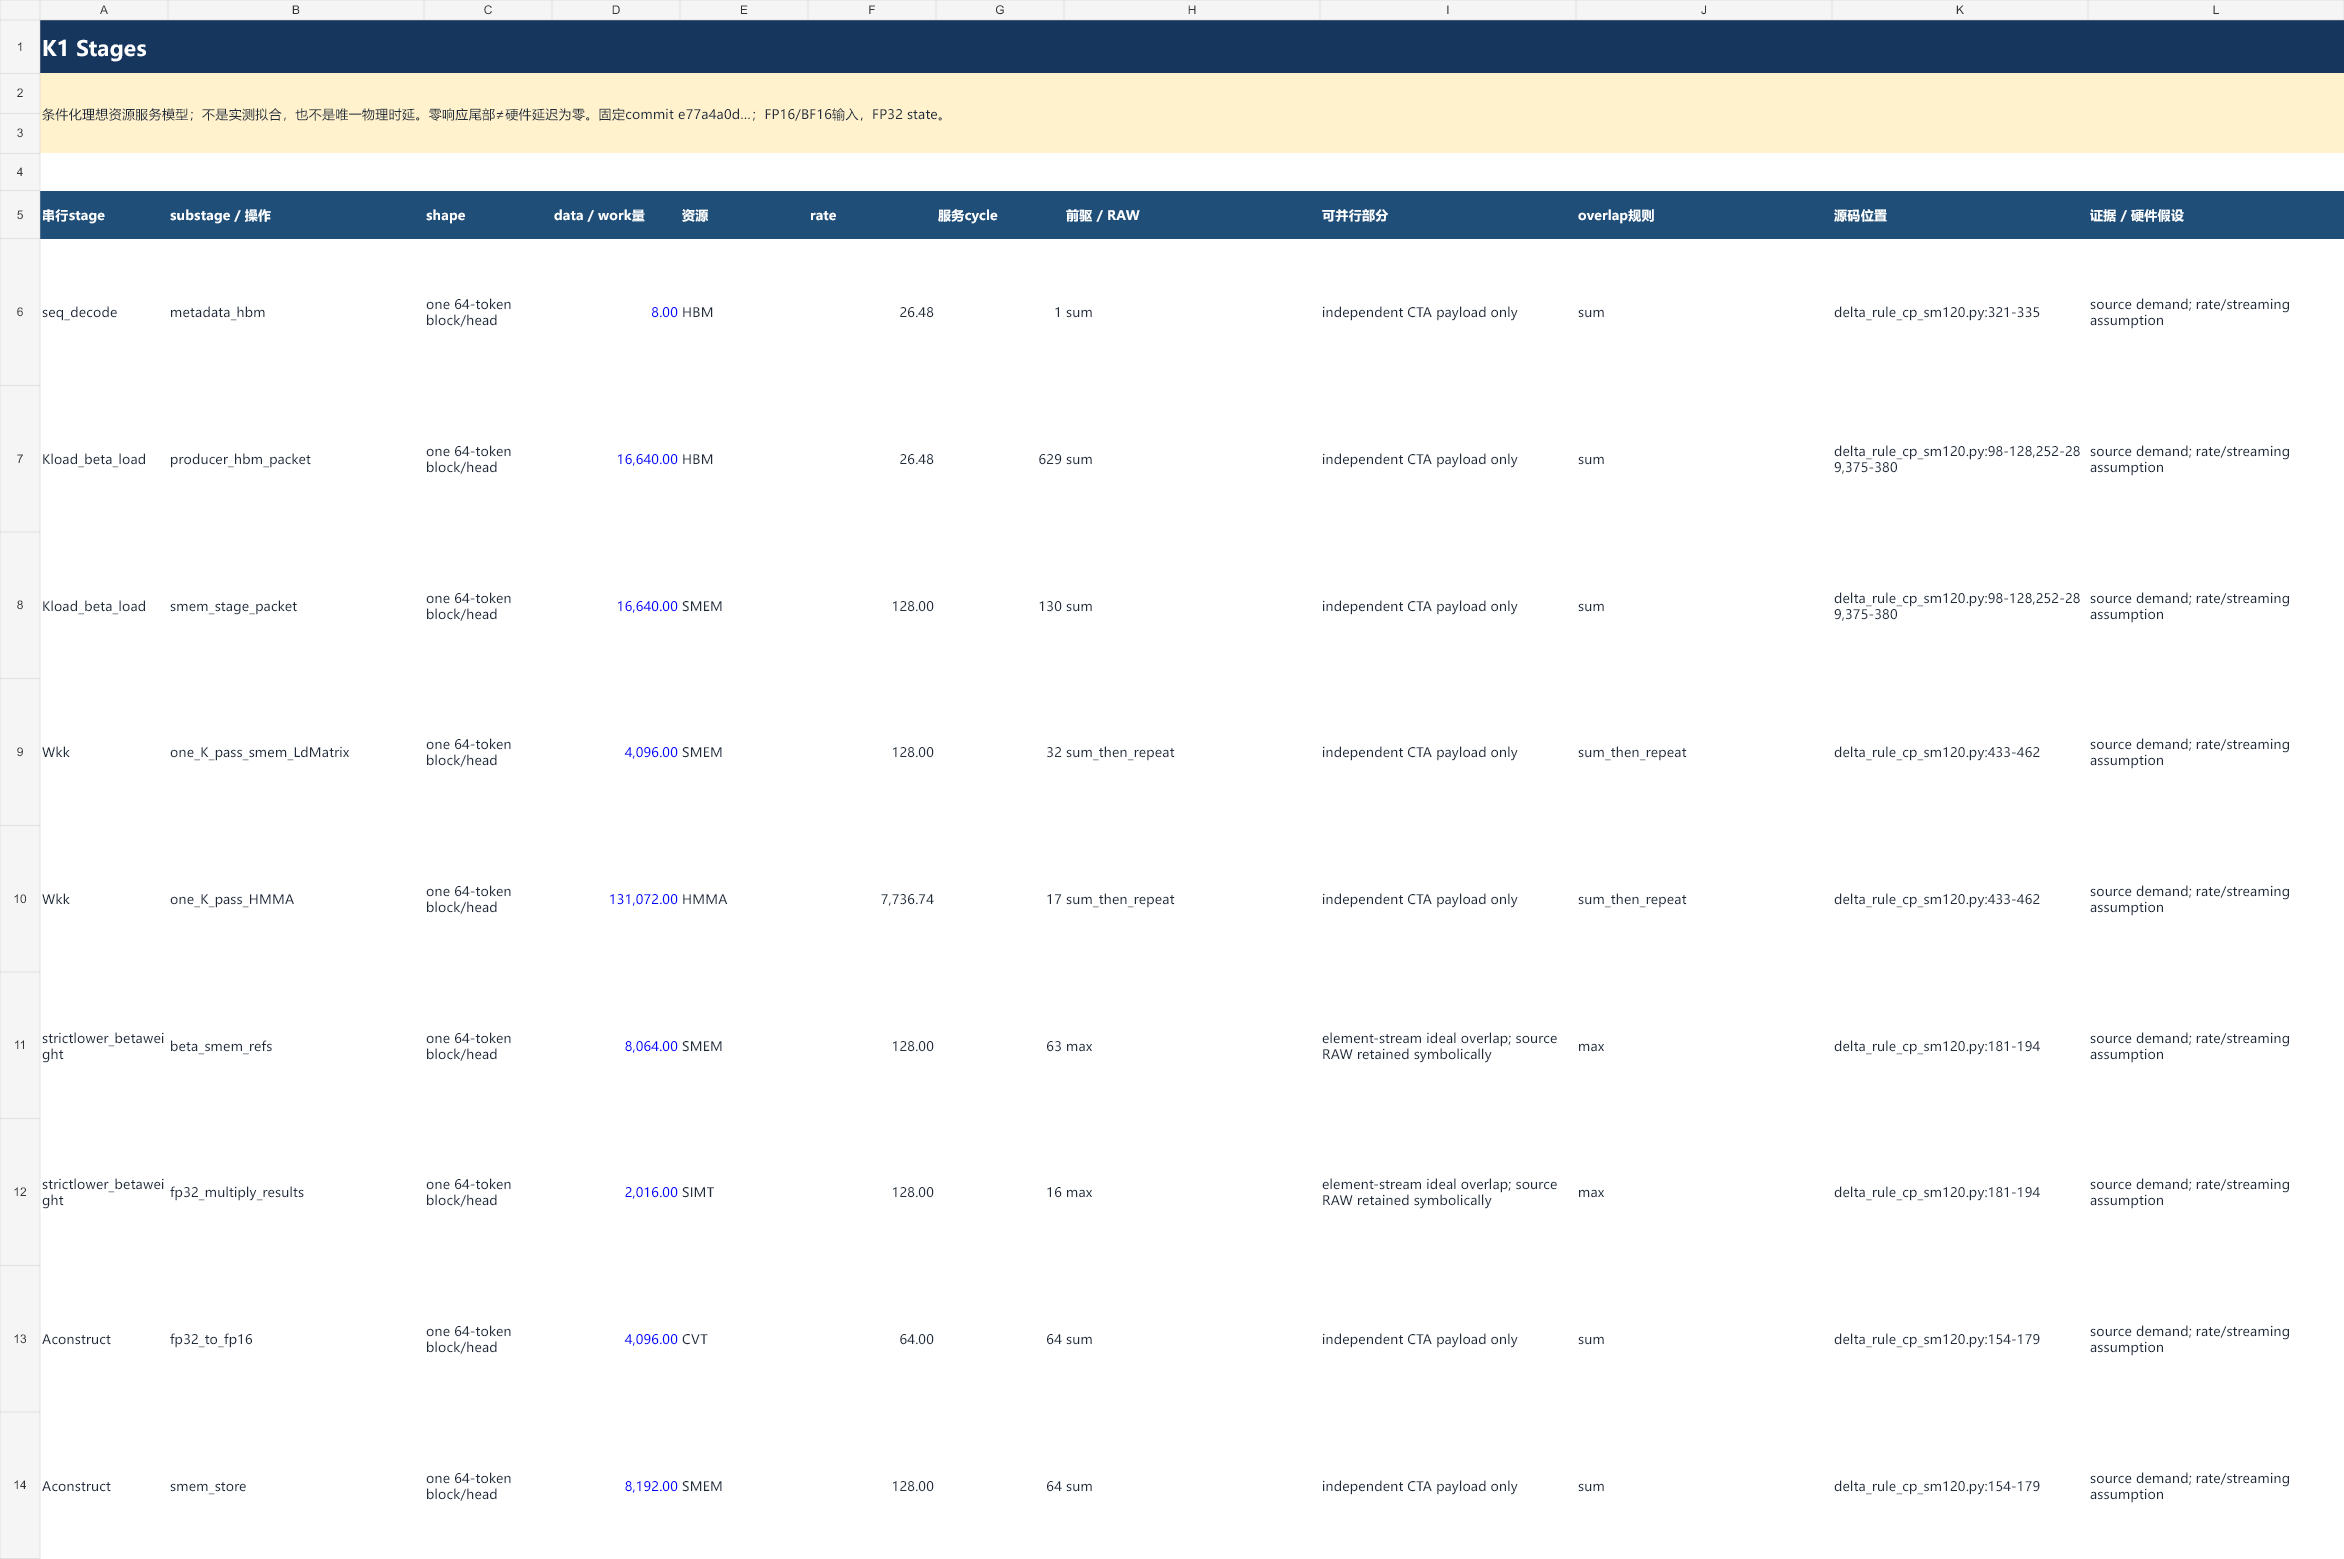 A B C D E F G H I J K L
1 K1 Stages
2
条件化理想资源服务模型；不是实测拟合，也不是唯一物理时延。零响应尾部≠硬件延迟为零。固定commit e77a4a0d...；FP16/BF16输入，FP32 state。
3
4
5 串行stage substage / 操作 shape data / work量 资源 rate 服务cycle 前驱 / RAW 可并行部分 overlap规则 源码位置 证据 / 硬件假设
one 64-token source demand; rate/streaming
6 seq_decode metadata_hbm 8.00 HBM 26.48 1 sum independent CTA payload only sum delta_rule_cp_sm120.py:321-335
block/head assumption
one 64-token delta_rule_cp_sm120.py:98-128,252-28 source demand; rate/streaming
7 Kload_beta_load producer_hbm_packet 16,640.00 HBM 26.48 629 sum independent CTA payload only sum
block/head 9,375-380 assumption
one 64-token delta_rule_cp_sm120.py:98-128,252-28 source demand; rate/streaming
8 Kload_beta_load smem_stage_packet 16,640.00 SMEM 128.00 130 sum independent CTA payload only sum
block/head 9,375-380 assumption
one 64-token source demand; rate/streaming
9 Wkk one_K_pass_smem_LdMatrix 4,096.00 SMEM 128.00 32 sum_then_repeat independent CTA payload only sum_then_repeat delta_rule_cp_sm120.py:433-462
block/head assumption
one 64-token source demand; rate/streaming
10 Wkk one_K_pass_HMMA 131,072.00 HMMA 7,736.74 17 sum_then_repeat independent CTA payload only sum_then_repeat delta_rule_cp_sm120.py:433-462
block/head assumption
strictlower_betawei one 64-token element-stream ideal overlap; source source demand; rate/streaming
11 beta_smem_refs 8,064.00 SMEM 128.00 63 max max delta_rule_cp_sm120.py:181-194
ght block/head RAW retained symbolically assumption
strictlower_betawei one 64-token element-stream ideal overlap; source source demand; rate/streaming
12 fp32_multiply_results 2,016.00 SIMT 128.00 16 max max delta_rule_cp_sm120.py:181-194
ght block/head RAW retained symbolically assumption
one 64-token source demand; rate/streaming
13 Aconstruct fp32_to_fp16 4,096.00 CVT 64.00 64 sum independent CTA payload only sum delta_rule_cp_sm120.py:154-179
block/head assumption
one 64-token source demand; rate/streaming
14 Aconstruct smem_store 8,192.00 SMEM 128.00 64 sum independent CTA payload only sum delta_rule_cp_sm120.py:154-179
block/head assumption